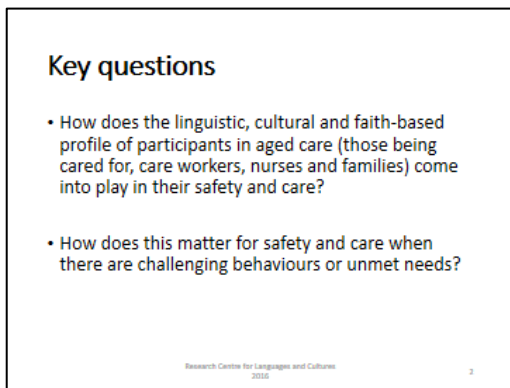 Key questions
• How does the linguistic, cultural and faith-based
profile of participants in aged care (those being
cared for, care workers, nurses and families) come
into play in their safety and care?
• How does this matter for safety and care when
there are challenging behaviours or unmet needs?
Research Centre for Languages and Cultures
2016
2